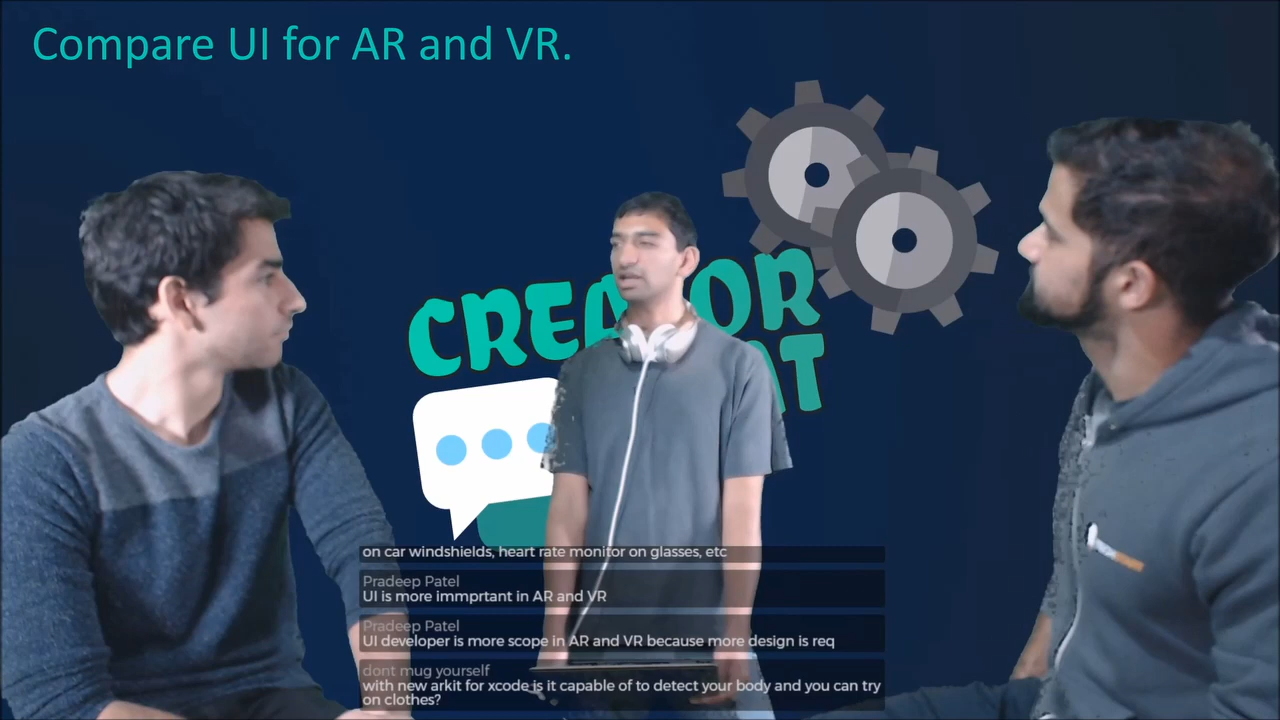 Compare UI for AR and VR.
CREATOR
on car windshields, heart rate monitor on glasses, etc
Pradeep Patel
UI is more immprtant in AR and VR
Pradeep Patel
UI developer is more scope in AR and VR because more design is req
dont mug yourself
with new arkit for xcode is it capable of to detect your body and you can try
on clothes?